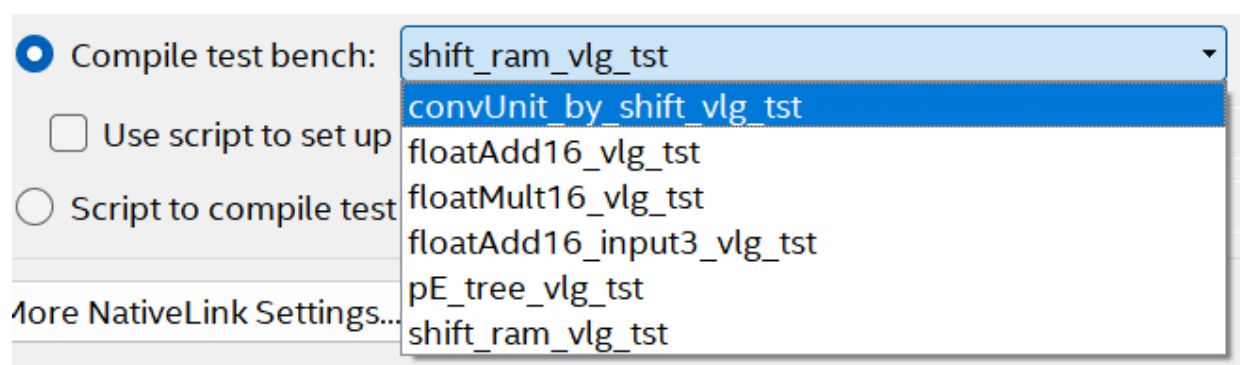 Compile test bench: shift_ram_vlg_tst
convUnit_by_shift_vlg_tst
Use script to set up
floatAdd16_vlg_tst
floatMult16_vlg_tst
Script to compile test
floatAdd16_input3_vlg_tst
pE_tree_vlg_tst
More NativeLink Settings...
shift_ram_vlg_tst